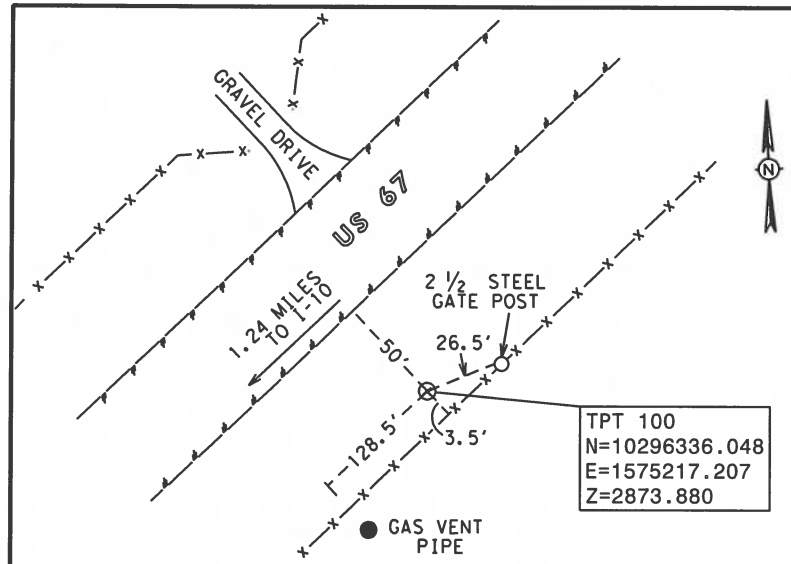 GRAVEL DRIVE
N
US 67
2 ½ STEEL
GATE POST
1.24 MILES
TO I-10
50'
26.5'
128.5'
3.5'
TPT 100
N=10296336.048
E=1575217.207
Z=2873.880
GAS VENT
PIPE